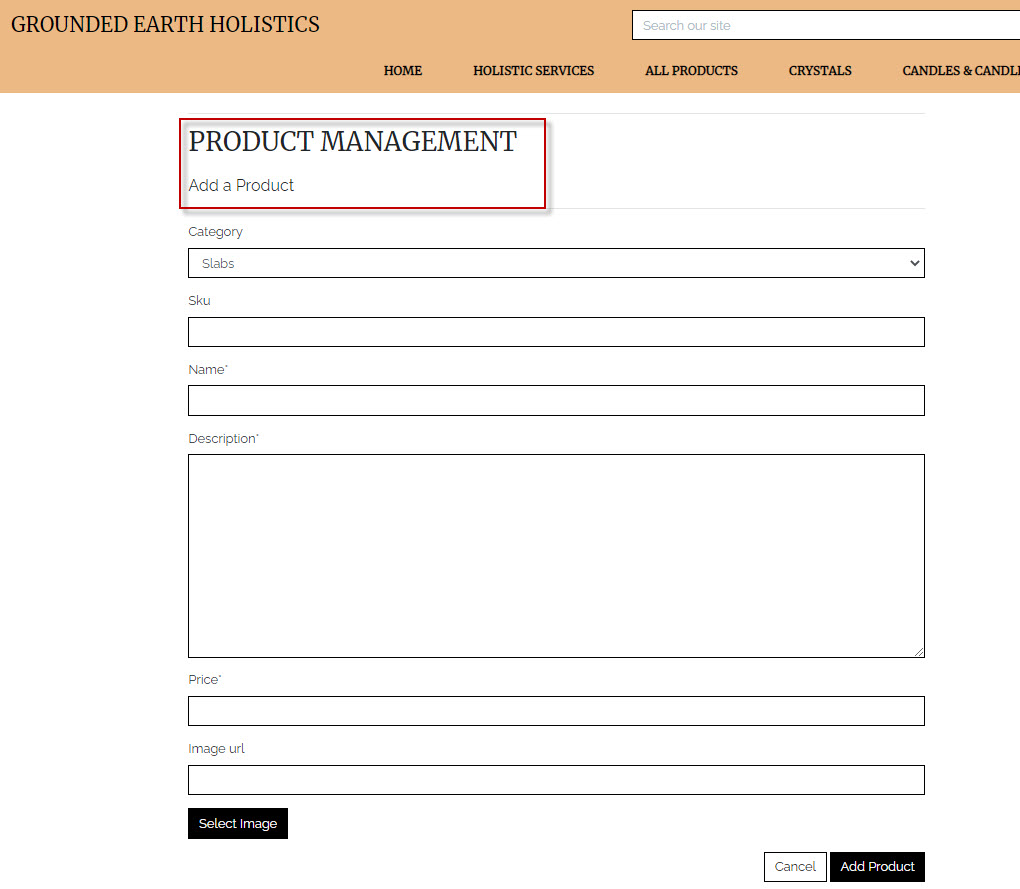 GROUNDED EARTH HOLISTICS
Search our site
HOME HOLISTIC SERVICES ALL PRODUCTS CRYSTALS CANDLES & CANDL
PRODUCT MANAGEMENT
Add a Product
Category
Slabs
Sku
Name*
Description*
Price*
Image url
Select Image
Cancel Add Product